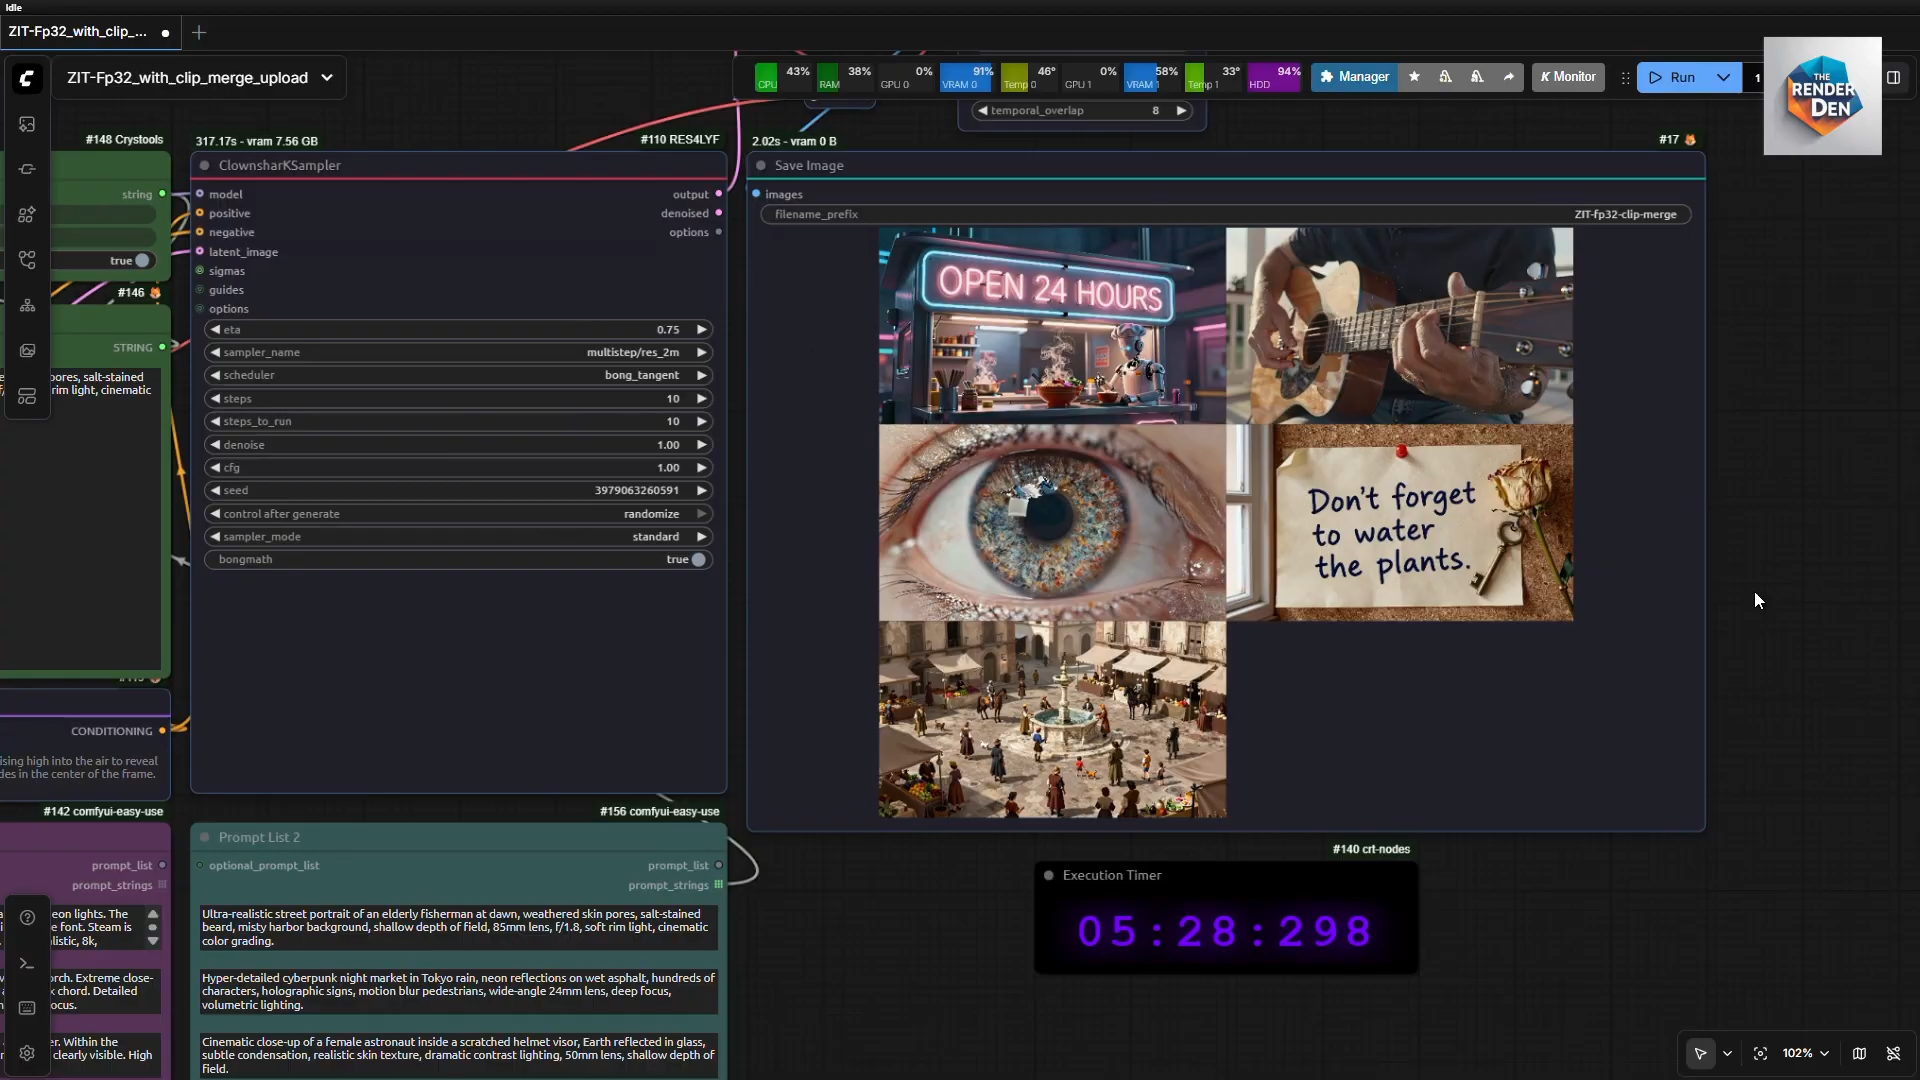 Idle
ZIT-Fp32_with_clip_...
ZIT-Fp32_with_clip_merge_upload
43%
CPU
38%
RAM
0%
GPU 0
91%
VRAM 0
46°
Temp 0
0%
GPU 1
58%
VRAM 1
33°
Temp 1
94%
HDD
Manager
Monitor
Run
1
THE
RENDER
DEN
temporal_overlap
8
#148 Crystools
string
true
#146
STRING
pores, salt-stained
rim light, cinematic
CONDITIONING
ising high into the air to reveal
des in the center of the frame.
#142 comfyui-easy-use
prompt_list
prompt_strings
eon lights. The
e font. Steam is
listic, 8k,
orch. Extreme close-
chord. Detailed
ocus.
er. Within the
clearly visible. High
317.17s - vram 7.56 GB
#110 RES4LYF
ClownsharKSampler
model
output
positive
denoised
negative
options
latent_image
sigmas
guides
options
eta
0.75
sampler_name
multistep/res_2m
scheduler
bong_tangent
steps
10
steps_to_run
10
denoise
1.00
cfg
1.00
seed
3979063260591
control after generate
randomize
sampler_mode
standard
bongmath
true
#156 comfyui-easy-use
Prompt List 2
optional_prompt_list
prompt_list
prompt_strings
Ultra-realistic street portrait of an elderly fisherman at dawn, weathered skin pores, salt-stained
beard, misty harbor background, shallow depth of field, 85mm lens, f/1.8, soft rim light, cinematic
color grading.
Hyper-detailed cyberpunk night market in Tokyo rain, neon reflections on wet asphalt, hundreds of
characters, holographic signs, motion blur pedestrians, wide-angle 24mm lens, deep focus,
volumetric lighting.
Cinematic close-up of a female astronaut inside a scratched helmet visor, Earth reflected in glass,
subtle condensation, realistic skin texture, dramatic contrast lighting, 50mm lens, shallow depth of
field.
2.02s - vram 0 B
#17
Save Image
images
filename_prefix
ZIT-fp32-clip-merge
OPEN 24 HOURS
Don't forget
to water
the plants.
#140 crt-nodes
Execution Timer
05:28:298
102%